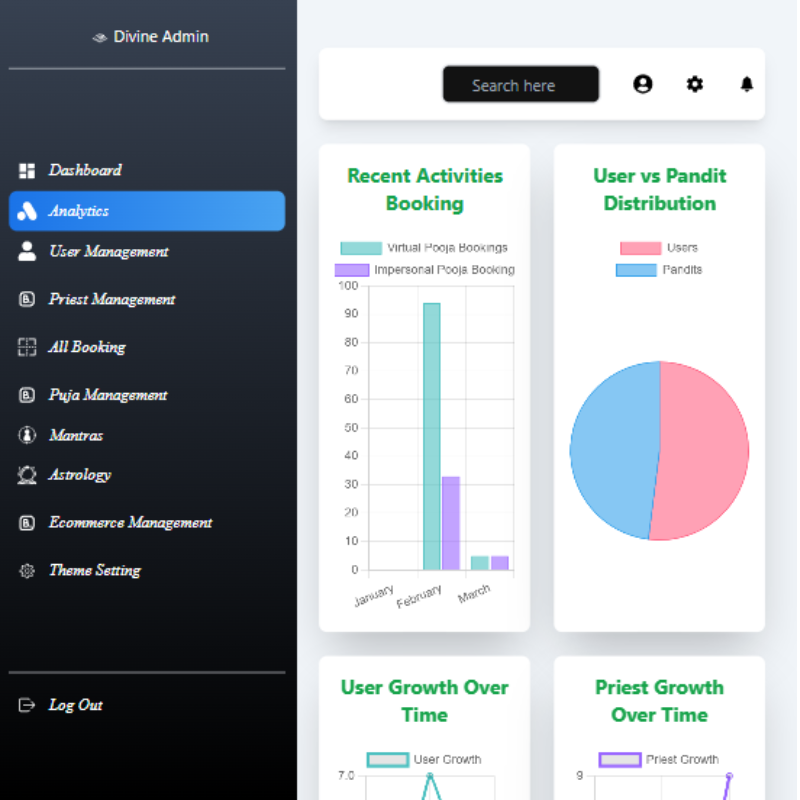 Divine Admin
Search here
Dashboard
Analytics
User Management
Priest Management
All Booking
Puja Management
Mantras
Astrology
Ecommerce Management
Theme Setting
Log Out
Recent Activities
Booking
Virtual Pooja Bookings
Impersonal Pooja Booking
100
90
80
70
60
50
40
30
20
10
0
January
February
March
User vs Pandit
Distribution
Users
Pandits
User Growth Over
Time
User Growth
7.0
Priest Growth
Over Time
Priest Growth
9